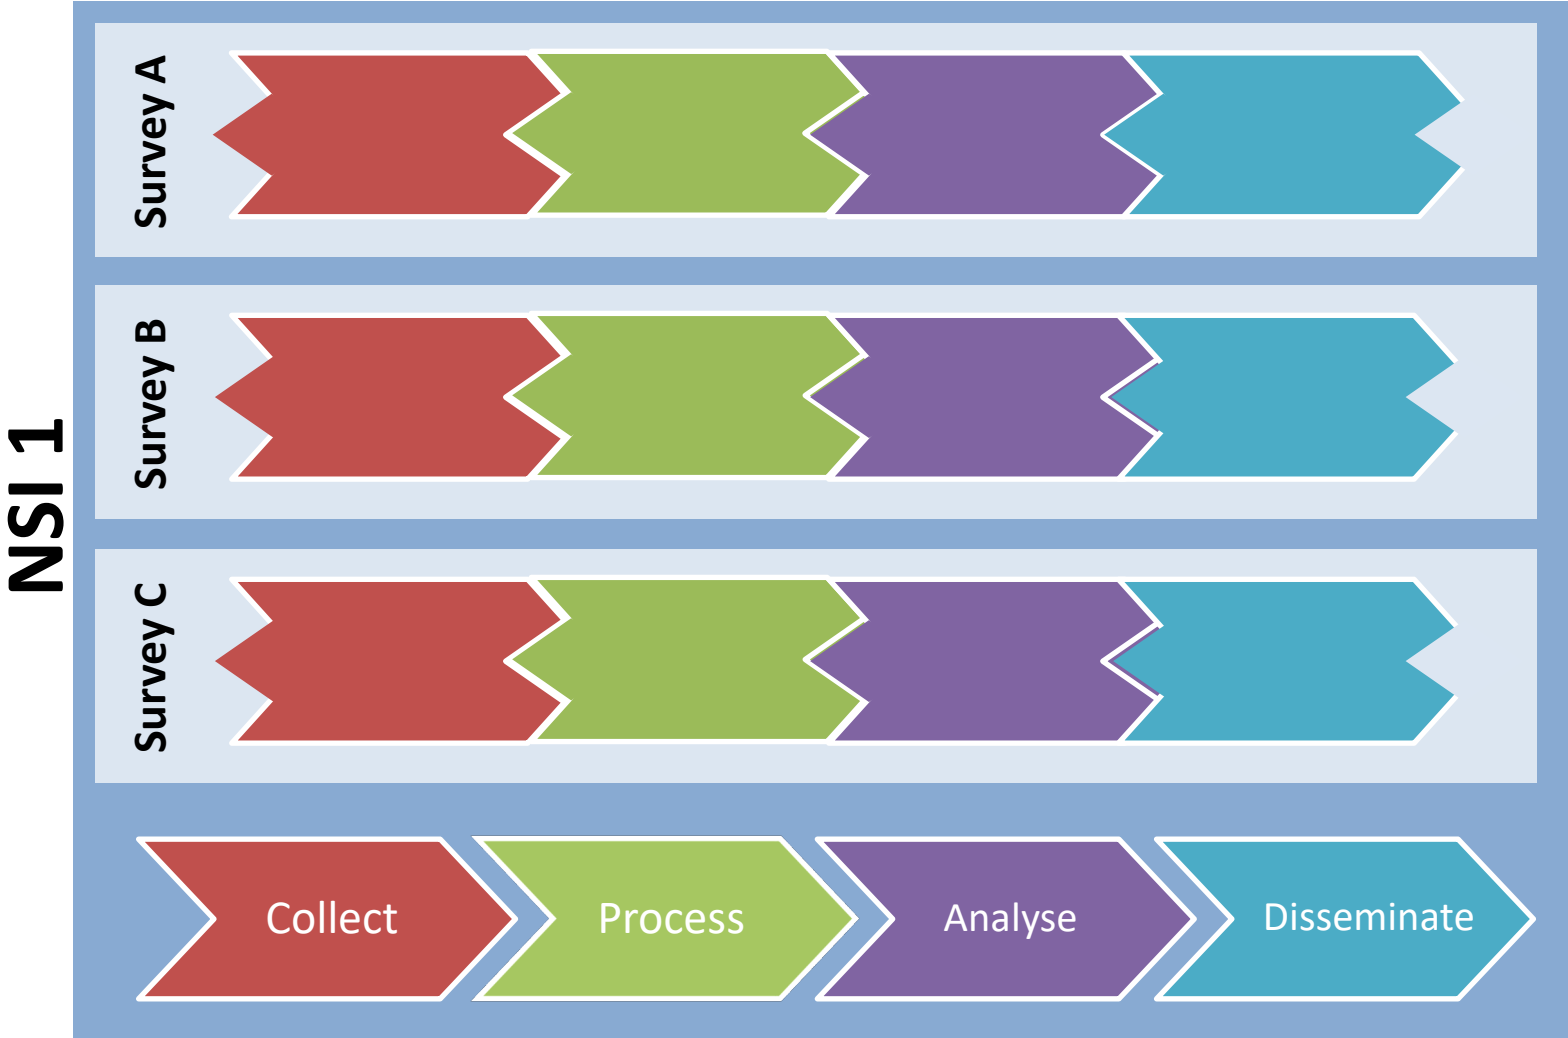 NSI 1
Survey A
Survey B
Survey C
Collect
Process
Analyse
Disseminate